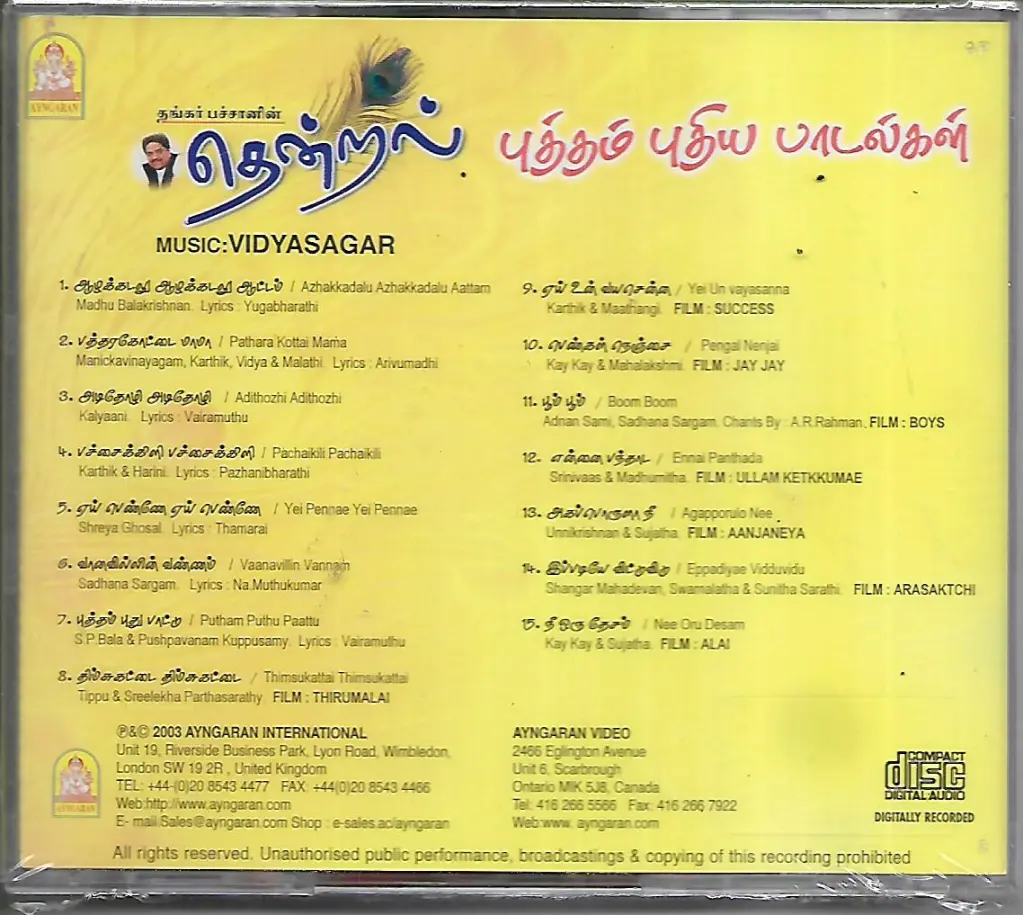 AYNGARAN
தங்கர் பச்சானின்
தென்றல்
புத்தம் புதிய பாடல்கள்
MUSIC:VIDYASAGAR
1. ஆழக்கடலு ஆழக்கடலு ஆட்டம் / Azhakkadalu Azhakkadalu Aattam
Madhu Balakrishnan. Lyrics : Yugabharathi
2. பத்தரகோட்டை மாமா / Pathara Kottai Mama
Manickavinayagam, Karthik, Vidya & Malathi. Lyrics : Arivumadhi
3. அடிதோழி அடிதோழி / Adithozhi Adithozhi
Kalyaani. Lyrics : Vairamuthu
4. பச்சைக்கிளி பச்சைக்கிளி / Pachaikili Pachaikili
Karthik & Harini. Lyrics : Pazhanibharathi
5. ஏய் பெண்ணே ஏய் பெண்ணே / Yei Pennae Yei Pennae
Shreya Ghosal. Lyrics : Thamarai
6. வானவில்லின் வண்ணம் / Vaanavillin Vannam
Sadhana Sargam. Lyrics : Na.Muthukumar
7. புத்தம் புது பாட்டு / Putham Puthu Paattu
S.P.Bala & Pushpavanam Kuppusamy. Lyrics : Vairamuthu
8. திம்சுகட்டை திம்சுகட்டை / Thimsukattai Thimsukattai
Tippu & Sreelekha Parthasarathy FILM : THIRUMALAI
9. ஏய் உன் வயசென்ன / Yei Un vayasanna
Karthik & Maathangi. FILM : SUCCESS
10. பெண்கள் நெஞ்சை / Pengal Nenjai
Kay Kay & Mahalakshmi. FILM : JAY JAY
11. பூம் பூம் / Boom Boom
Adnan Sami, Sadhana Sargam. Chants By : A.R.Rahman. FILM : BOYS
12. என்னை பந்தாட / Ennai Panthada
Srinivaas & Madhumitha. FILM : ULLAM KETKKUMAE
13. அகப்பொருளா நீ / Agapporulo Nee
Unnikrishnan & Sujatha. FILM : AANJANEYA
14. இப்படியே விட்டுவிடு / Eppadiyae Vidduvidu
Shangar Mahadevan, Swarnalatha & Sunitha Sarathi. FILM : ARASAKTCHI
15. நீ ஒரு தேசம் / Nee Oru Desam
Kay Kay & Sujatha. FILM : ALAI
℗&© 2003 AYNGARAN INTERNATIONAL
Unit 19, Riverside Business Park, Lyon Road, Wimbledon,
London SW 19 2R , United Kingdom
TEL: +44-(0)20 8543 4477 FAX: +44(0)20 8543 4466
Web:http://www.ayngaran.com
E- mail:Sales@ayngaran.com Shop : e-sales.ac/ayngaran
AYNGARAN VIDEO
2466 Eglington Avenue
Unit 6, Scarbrough
Ontario MIK 5J8, Canada
Tel: 416 266 5566 Fax: 416 266 7922
Web:www. ayngaran.com
AYNGARAN
COMPACT
disc
DIGITAL AUDIO
DIGITALLY RECORDED
All rights reserved. Unauthorised public performance, broadcastings & copying of this recording prohibited